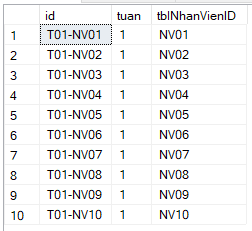 id tuan tblNhanVienID
1 T01-NV01 1 NV01
2 T01-NV02 1 NV02
3 T01-NV03 1 NV03
4 T01-NV04 1 NV04
5 T01-NV05 1 NV05
6 T01-NV06 1 NV06
7 T01-NV07 1 NV07
8 T01-NV08 1 NV08
9 T01-NV09 1 NV09
10 T01-NV10 1 NV10